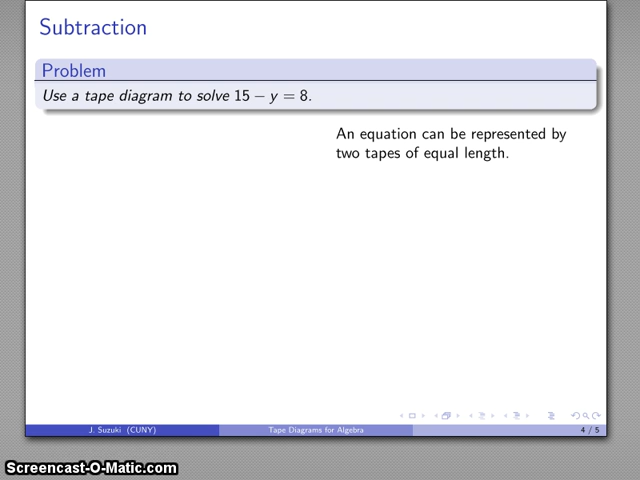 Subtraction
Problem
Use a tape diagram to solve 15 − y = 8.
An equation can be represented by
two tapes of equal length.
J. Suzuki (CUNY)
Tape Diagrams for Algebra
4 / 5
Screencast-O-Matic.com